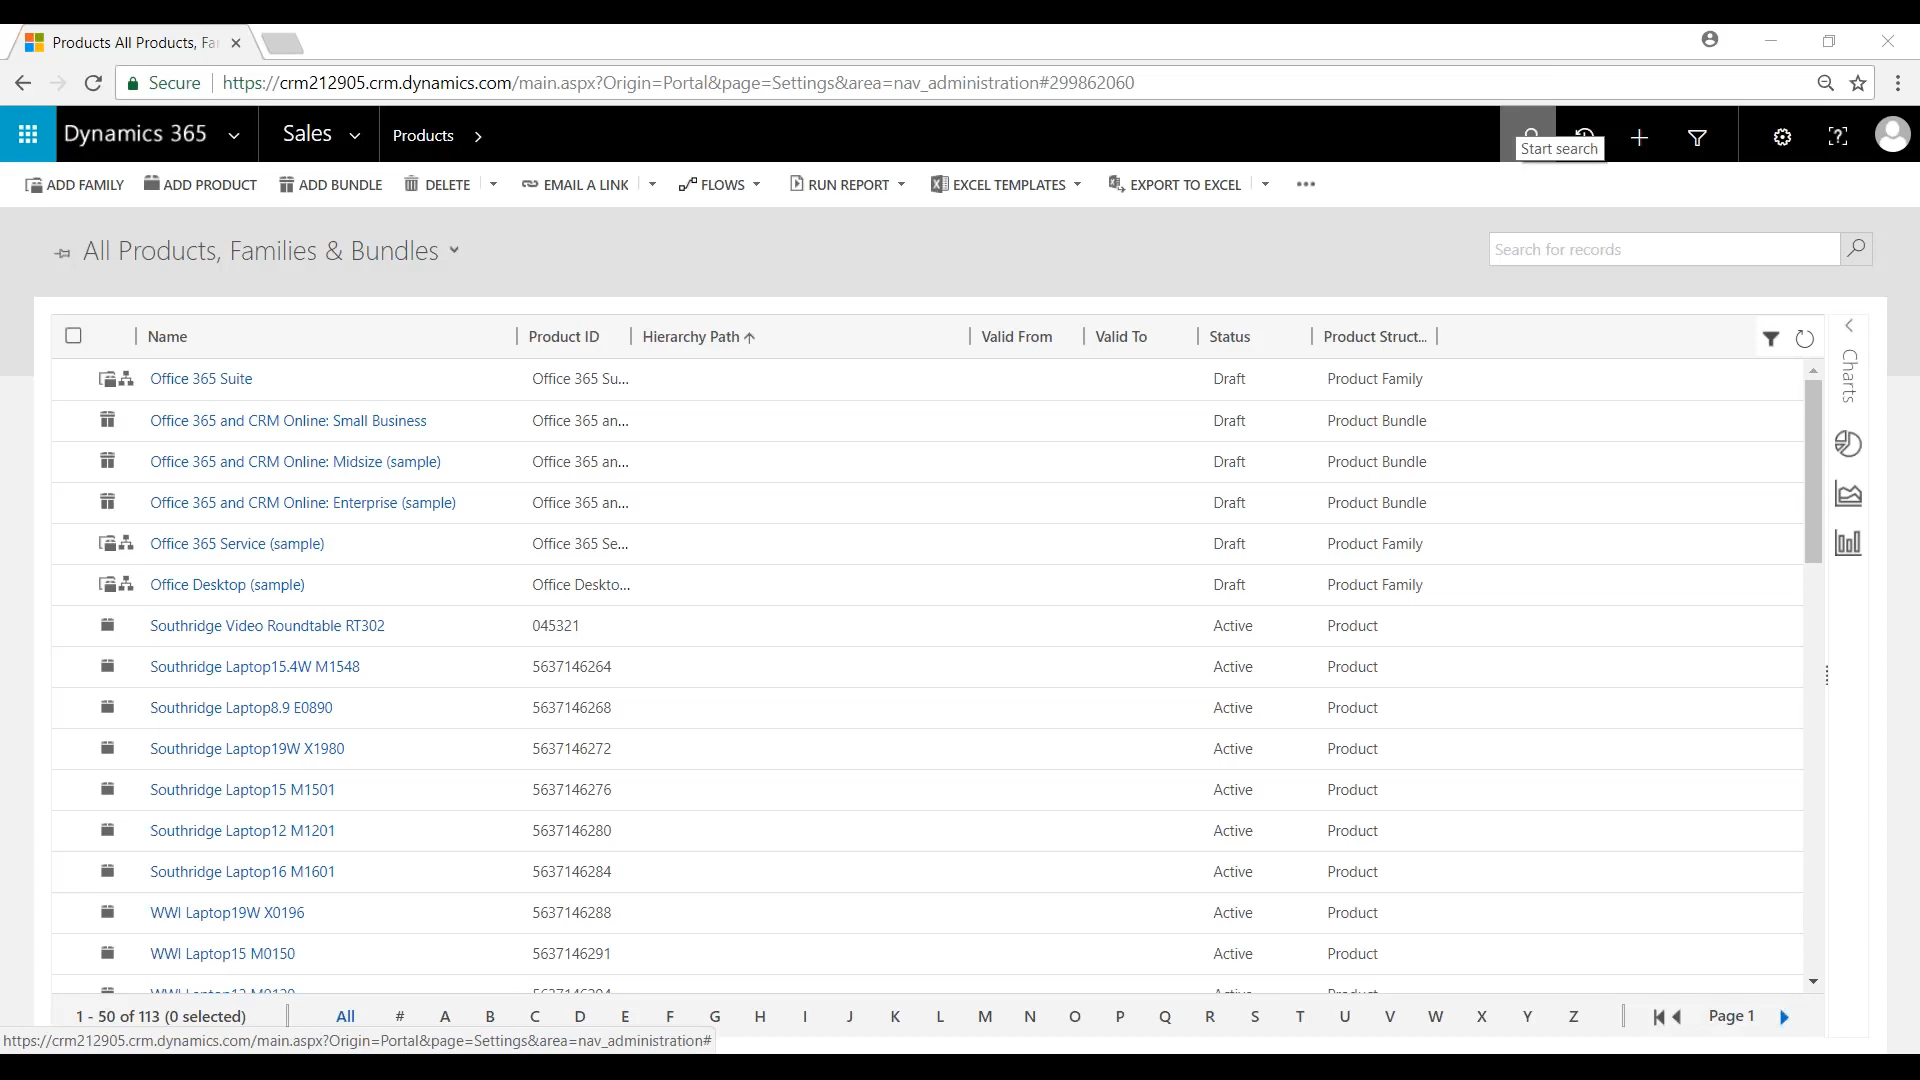 Products All Products, Fa
Secure https://crm212905.crm.dynamics.com/main.aspx?Origin=Portal&page=Settings&area=nav_administration#299862060
Dynamics 365 Sales Products
Start search
ADD FAMILY ADD PRODUCT ADD BUNDLE DELETE EMAIL A LINK FLOWS RUN REPORT EXCEL TEMPLATES EXPORT TO EXCEL
All Products, Families & Bundles
Search for records
Name Product ID Hierarchy Path Valid From Valid To Status Product Struct...
Charts
Office 365 Suite Office 365 Su... Draft Product Family
Office 365 and CRM Online: Small Business Office 365 an... Draft Product Bundle
Office 365 and CRM Online: Midsize (sample) Office 365 an... Draft Product Bundle
Office 365 and CRM Online: Enterprise (sample) Office 365 an... Draft Product Bundle
Office 365 Service (sample) Office 365 Se... Draft Product Family
Office Desktop (sample) Office Deskto... Draft Product Family
Southridge Video Roundtable RT302 045321 Active Product
Southridge Laptop15.4W M1548 5637146264 Active Product
Southridge Laptop8.9 E0890 5637146268 Active Product
Southridge Laptop19W X1980 5637146272 Active Product
Southridge Laptop15 M1501 5637146276 Active Product
Southridge Laptop12 M1201 5637146280 Active Product
Southridge Laptop16 M1601 5637146284 Active Product
WWI Laptop19W X0196 5637146288 Active Product
WWI Laptop15 M0150 5637146291 Active Product
1 - 50 of 113 (0 selected) All # A B C D E F G H I J K L M N O P Q R S T U V W X Y Z Page 1
https://crm212905.crm.dynamics.com/main.aspx?Origin=Portal&page=Settings&area=nav_administration#